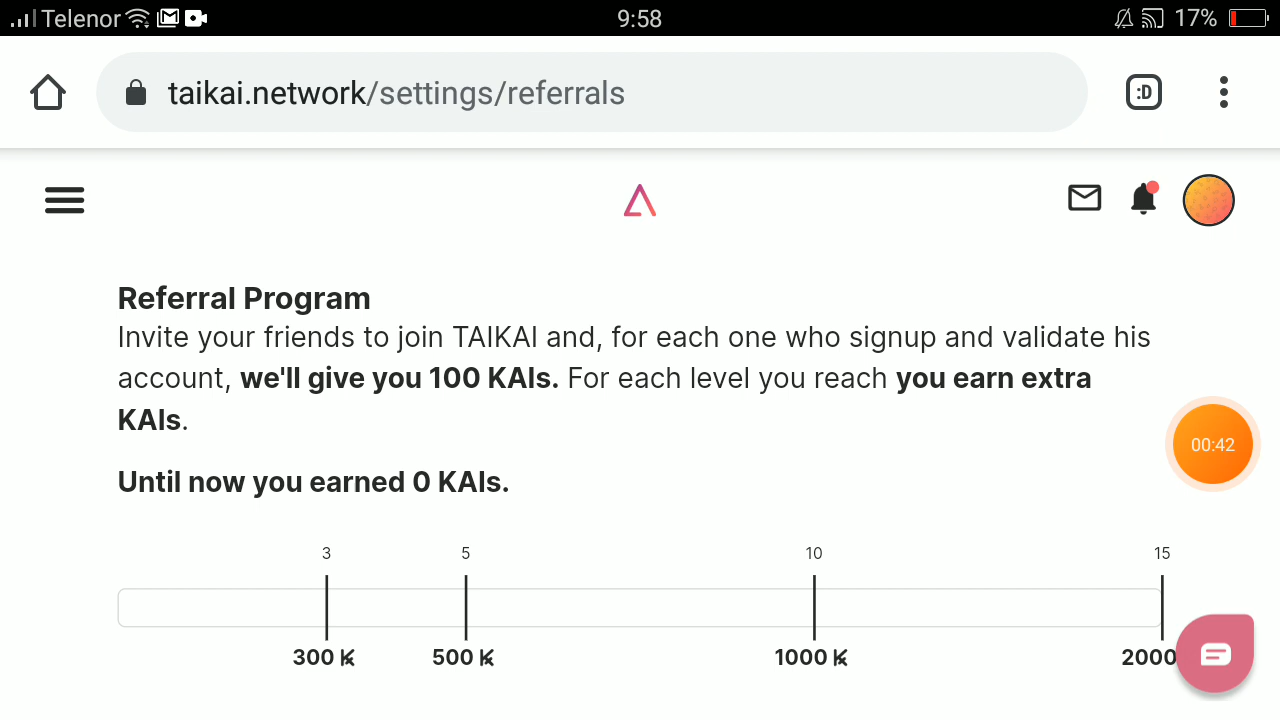 Telenor 9:58 17%
taikai.network/settings/referrals :D
Referral Program
Invite your friends to join TAIKAI and, for each one who signup and validate his
account, we'll give you 100 KAIs. For each level you reach you earn extra
KAIs.
00:42
Until now you earned 0 KAIs.
3 5 10 15
300 K 500 K 1000 K 2000